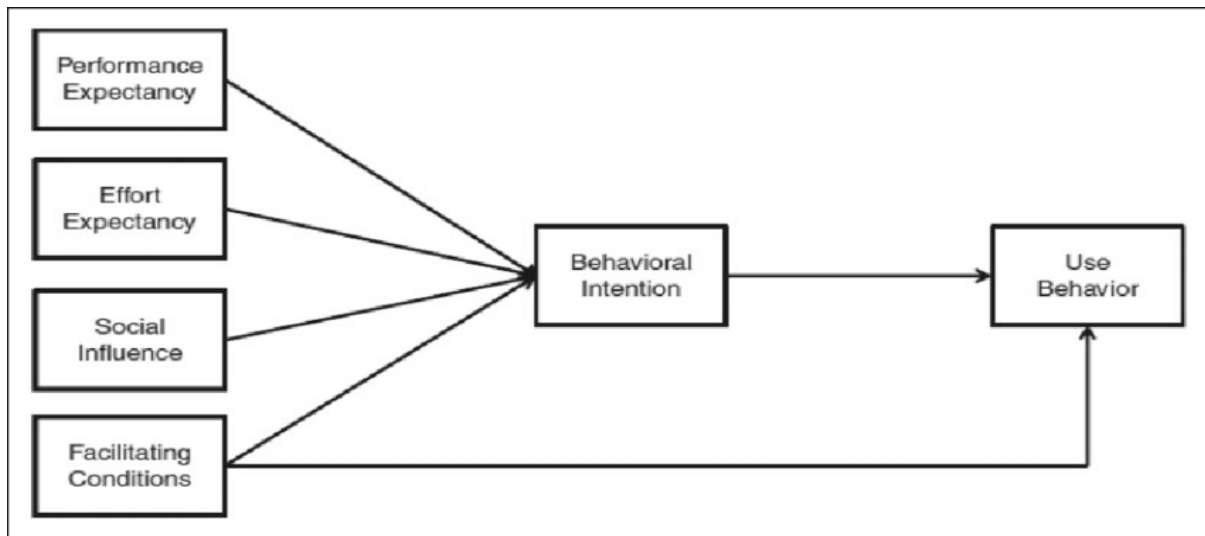 Performance
Expectancy
Effort
Expectancy
Social
Influence
Facilitating
Conditions
Behavioral
Intention
Use
Behavior